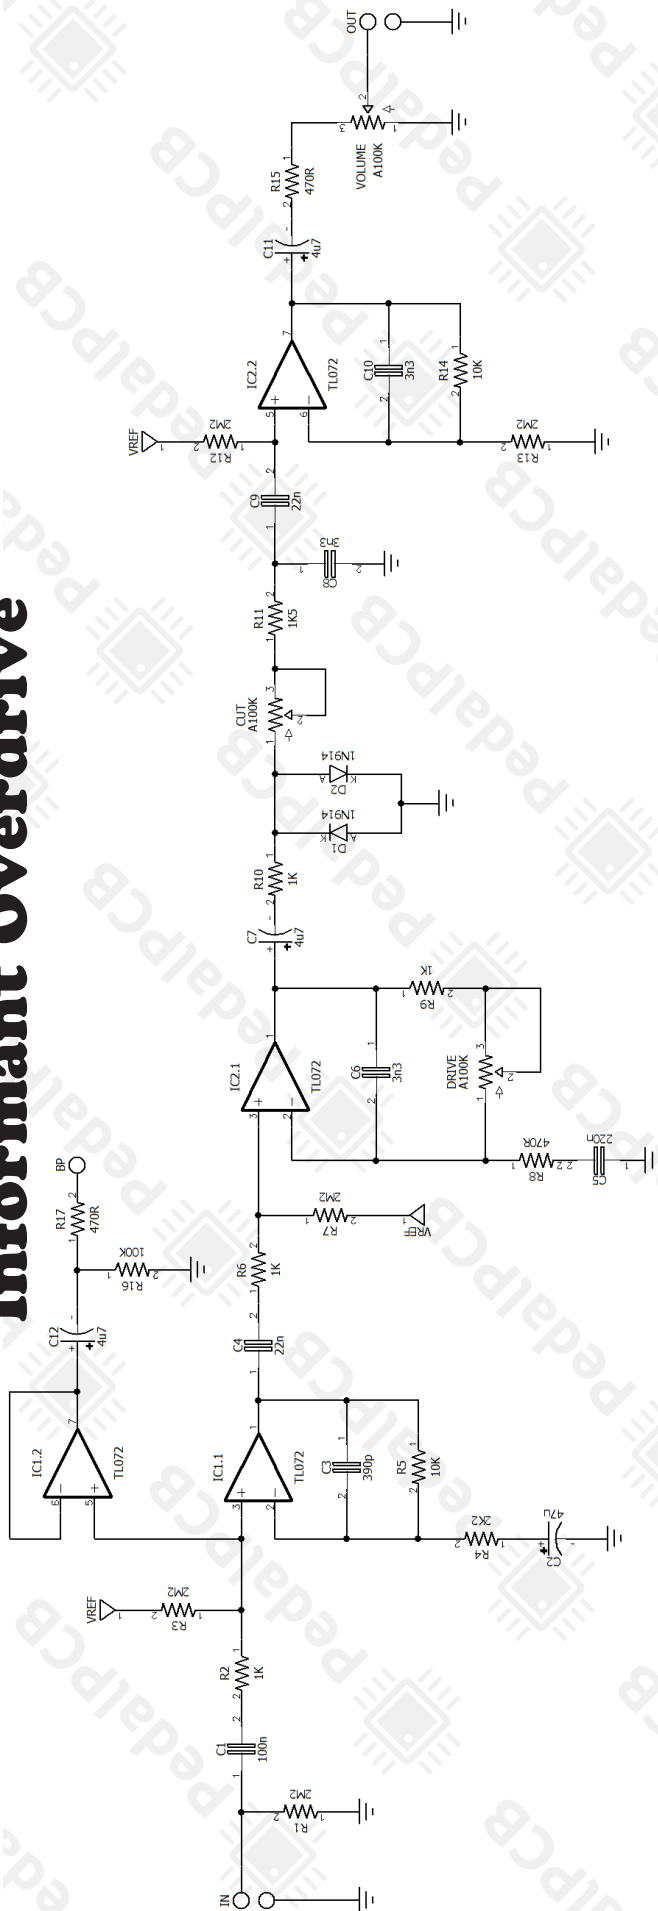 Informant Overdrive
IN
R1
2M2
C1
100n
R2
1K
VREF
R3
2M2
IC1.2
TL072
C12
4u7
R16
100K
R17
470R
BP
IC1.1
TL072
C3
390p
R5
10K
R4
2K2
C2
47u
C4
22n
R6
1K
R7
2M2
VREF
IC2.1
TL072
C6
3n3
R9
1K
DRIVE
A100K
R8
470R
C5
220n
C7
4u7
R10
1K
D1
1N914
D2
1N914
CUT
A100K
R11
1K5
C8
3n3
C9
22n
VREF
R12
2M2
IC2.2
TL072
C10
3n3
R14
10K
R13
2M2
C11
4u7
R15
470R
VOLUME
A100K
OUT
PedalPCB